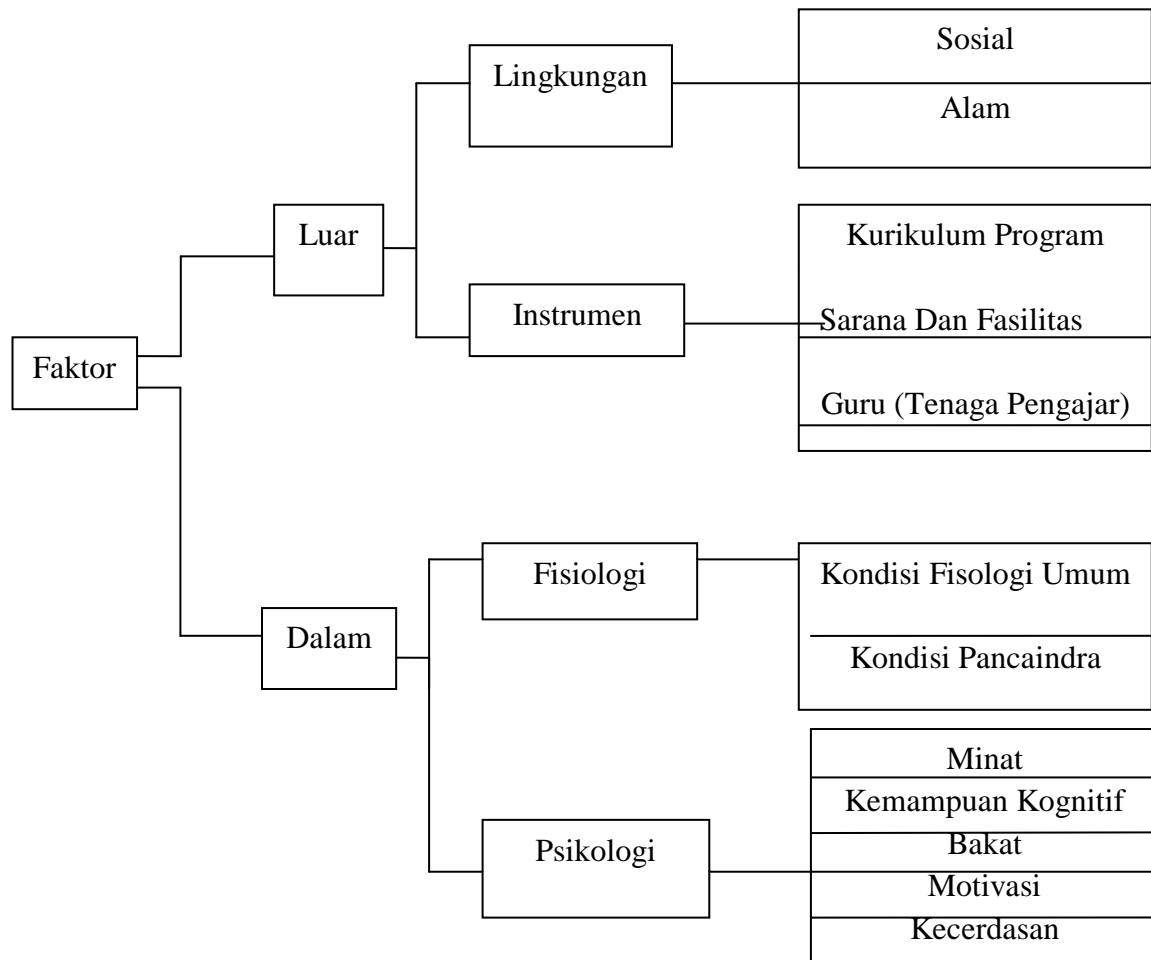 Sosial
Lingkungan
Alam
Luar
Kurikulum Program
Instrumen
Sarana Dan Fasilitas
Faktor
Guru (Tenaga Pengajar)
Fisiologi
Kondisi Fisologi Umum
Dalam
Kondisi Pancaindra
Minat
Kemampuan Kognitif
Psikologi
Bakat
Motivasi
Kecerdasan